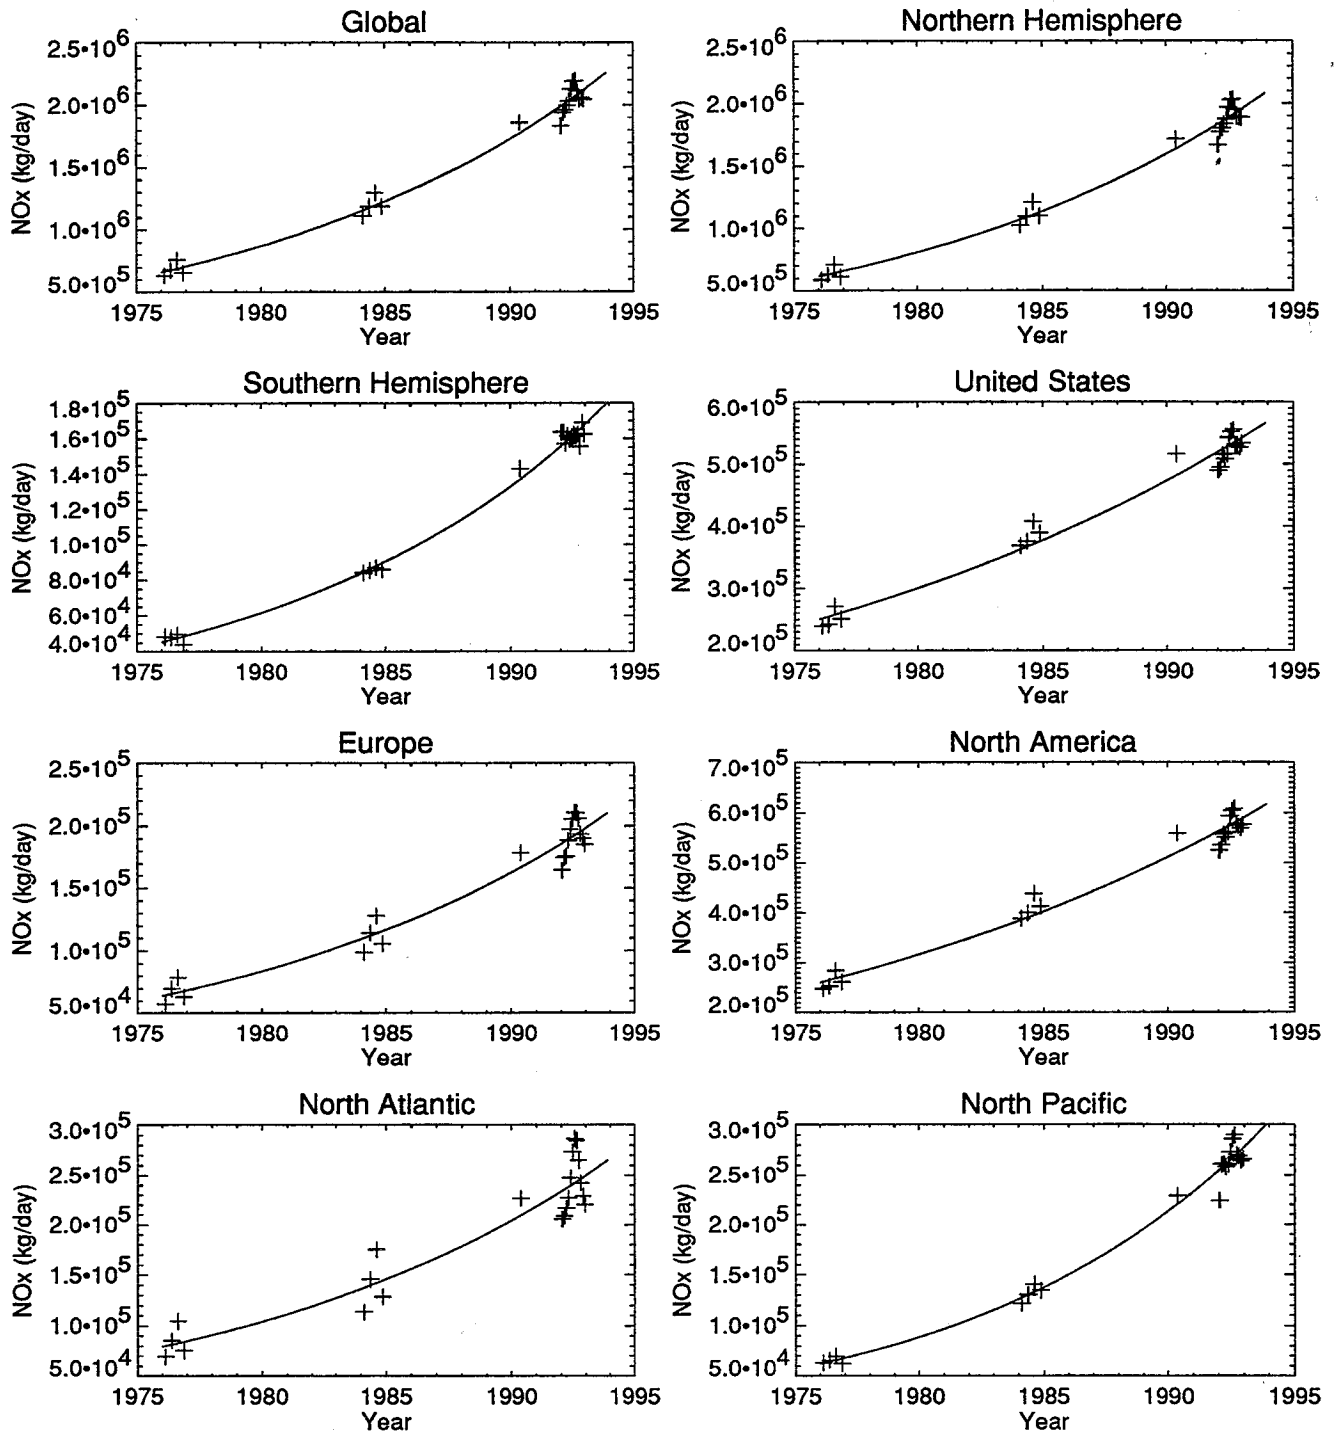 Global
NOx (kg/day)
2.5•10⁶
2.0•10⁶
1.5•10⁶
1.0•10⁶
5.0•10⁵
1975 1980 1985 1990 1995
Year
Northern Hemisphere
NOx (kg/day)
2.5•10⁶
2.0•10⁶
1.5•10⁶
1.0•10⁶
5.0•10⁵
1975 1980 1985 1990 1995
Year
Southern Hemisphere
NOx (kg/day)
1.8•10⁵
1.6•10⁵
1.4•10⁵
1.2•10⁵
1.0•10⁵
8.0•10⁴
6.0•10⁴
4.0•10⁴
1975 1980 1985 1990 1995
Year
United States
NOx (kg/day)
6.0•10⁵
5.0•10⁵
4.0•10⁵
3.0•10⁵
2.0•10⁵
1975 1980 1985 1990 1995
Year
Europe
NOx (kg/day)
2.5•10⁵
2.0•10⁵
1.5•10⁵
1.0•10⁵
5.0•10⁴
1975 1980 1985 1990 1995
Year
North America
NOx (kg/day)
7.0•10⁵
6.0•10⁵
5.0•10⁵
4.0•10⁵
3.0•10⁵
2.0•10⁵
1975 1980 1985 1990 1995
Year
North Atlantic
NOx (kg/day)
3.0•10⁵
2.5•10⁵
2.0•10⁵
1.5•10⁵
1.0•10⁵
5.0•10⁴
1975 1980 1985 1990 1995
Year
North Pacific
NOx (kg/day)
3.0•10⁵
2.5•10⁵
2.0•10⁵
1.5•10⁵
1.0•10⁵
5.0•10⁴
1975 1980 1985 1990 1995
Year